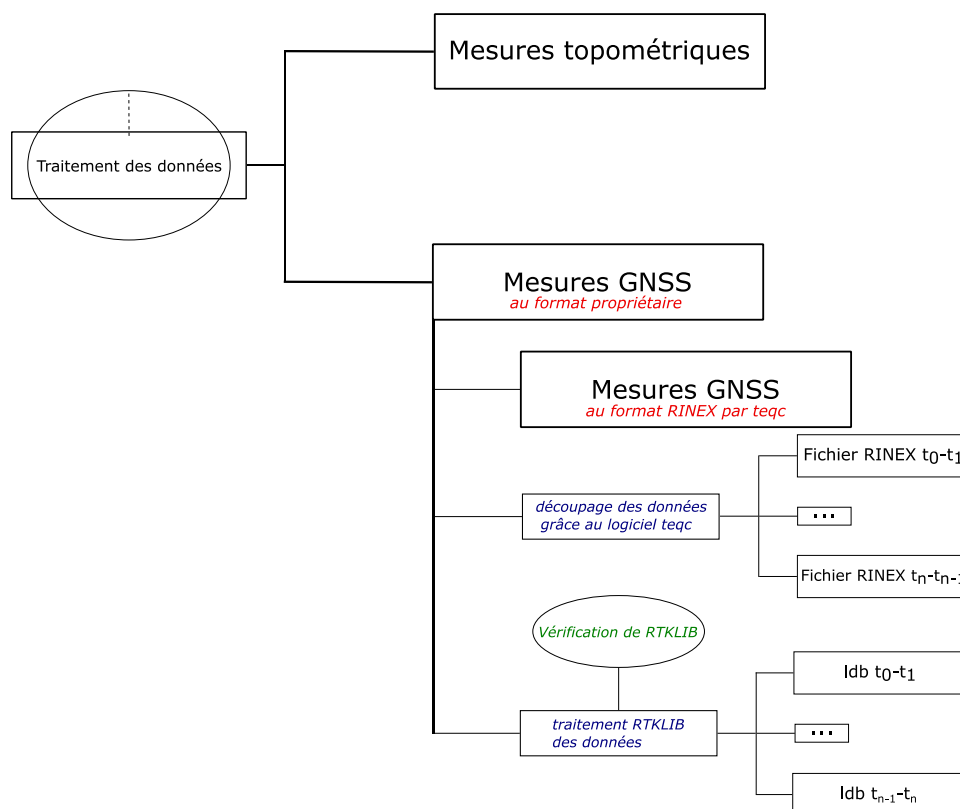 Mesures topométriques
Traitement des données
Mesures GNSS
au format propriétaire
Mesures GNSS
au format RINEX par teqc
Fichier RINEX t0-t1
découpage des données
grâce au logiciel teqc
...
Fichier RINEX tn-tn-1
Vérification de RTKLIB
Idb t0-t1
traitement RTKLIB
des données
...
Idb tn-1-tn